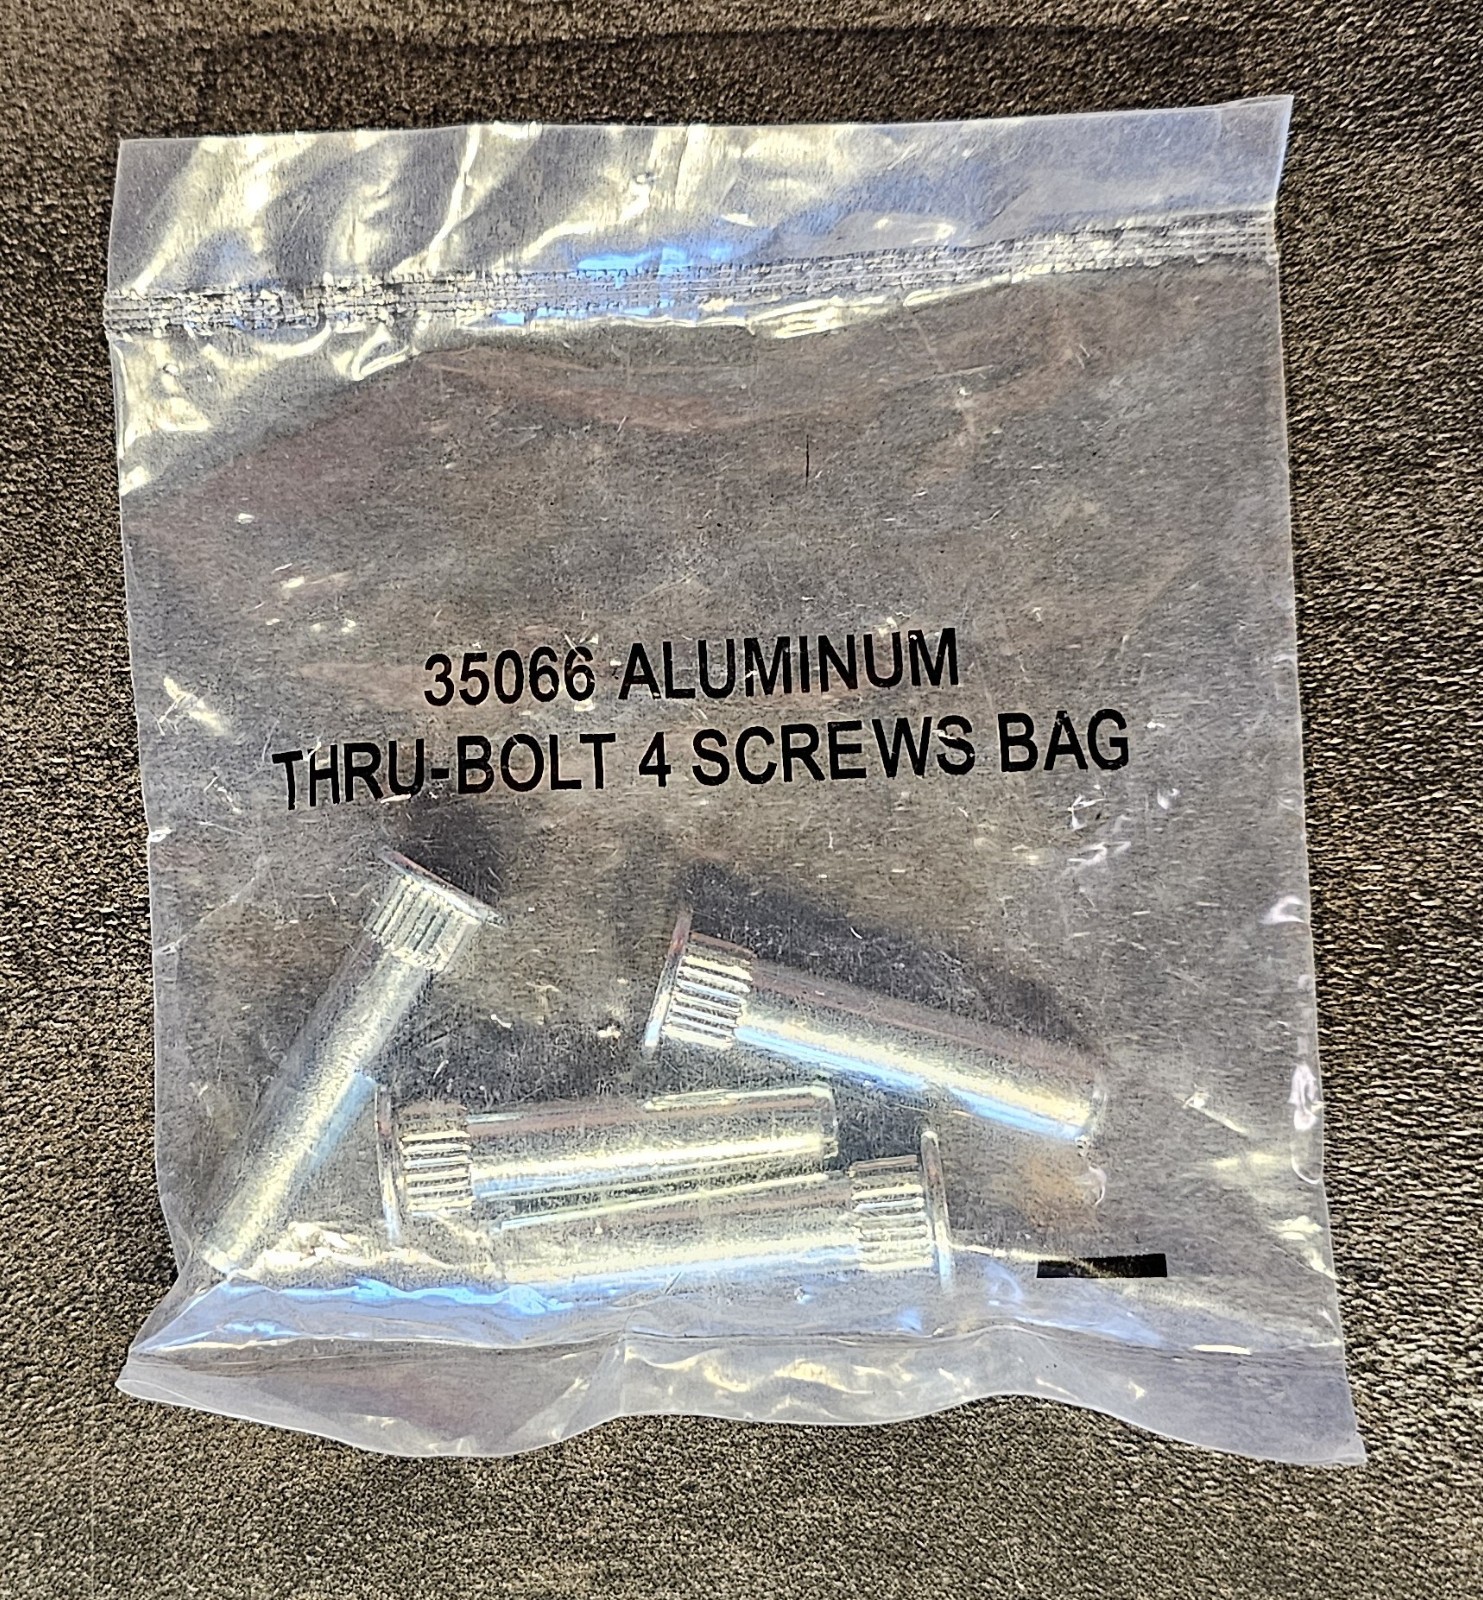 35066 ALUMINUM
THRU-BOLT 4 SCREWS BAG